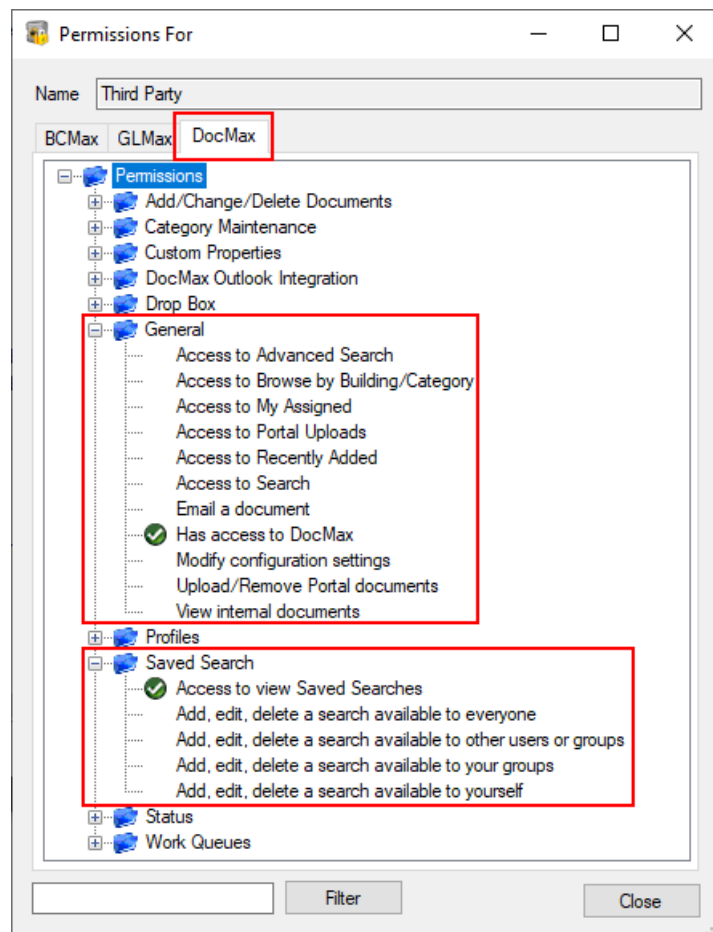 Permissions For
Name Third Party
BCMax GLMax DocMax
Permissions
Add/Change/Delete Documents
Category Maintenance
Custom Properties
DocMax Outlook Integration
Drop Box
General
Access to Advanced Search
Access to Browse by Building/Category
Access to My Assigned
Access to Portal Uploads
Access to Recently Added
Access to Search
Email a document
Has access to DocMax
Modify configuration settings
Upload/Remove Portal documents
View internal documents
Profiles
Saved Search
Access to view Saved Searches
Add, edit, delete a search available to everyone
Add, edit, delete a search available to other users or groups
Add, edit, delete a search available to your groups
Add, edit, delete a search available to yourself
Status
Work Queues
Filter Close